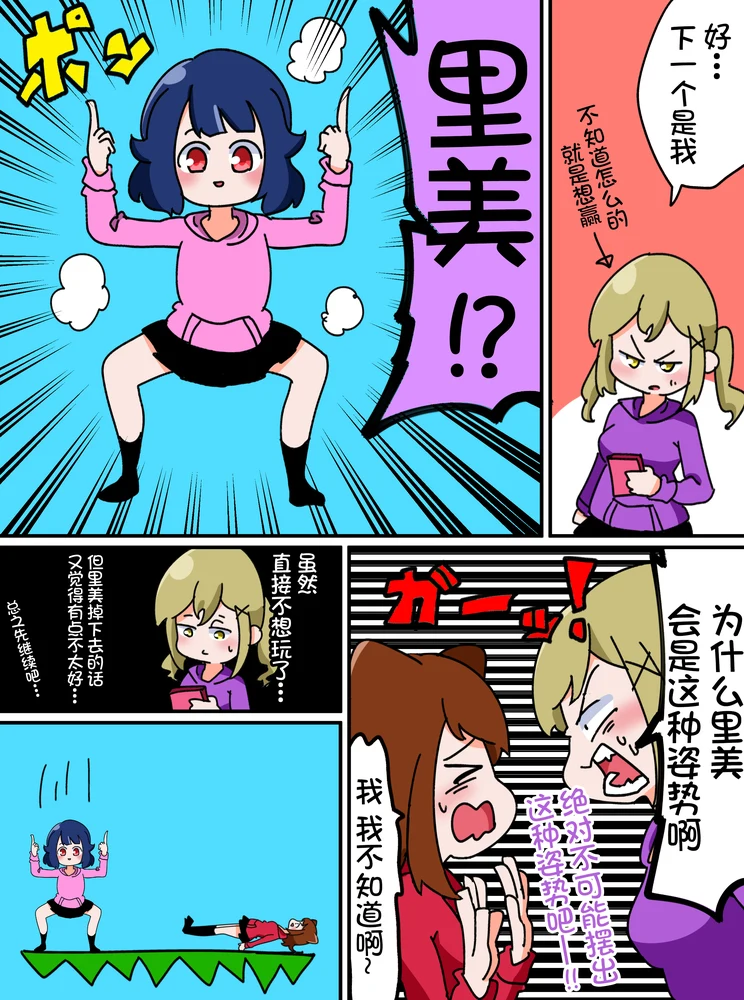 好…
下一个是我
不知道怎么的
就是想赢
里美!?
ポンッ
为什么里美
会是这种姿势啊
ガーッ!
绝对不可能摆出
这种姿势吧——!!
我 我不知道啊~
虽然
直接不想玩了…
但里美掉下去的话
又觉得有点不太好…
总之先继续吧…